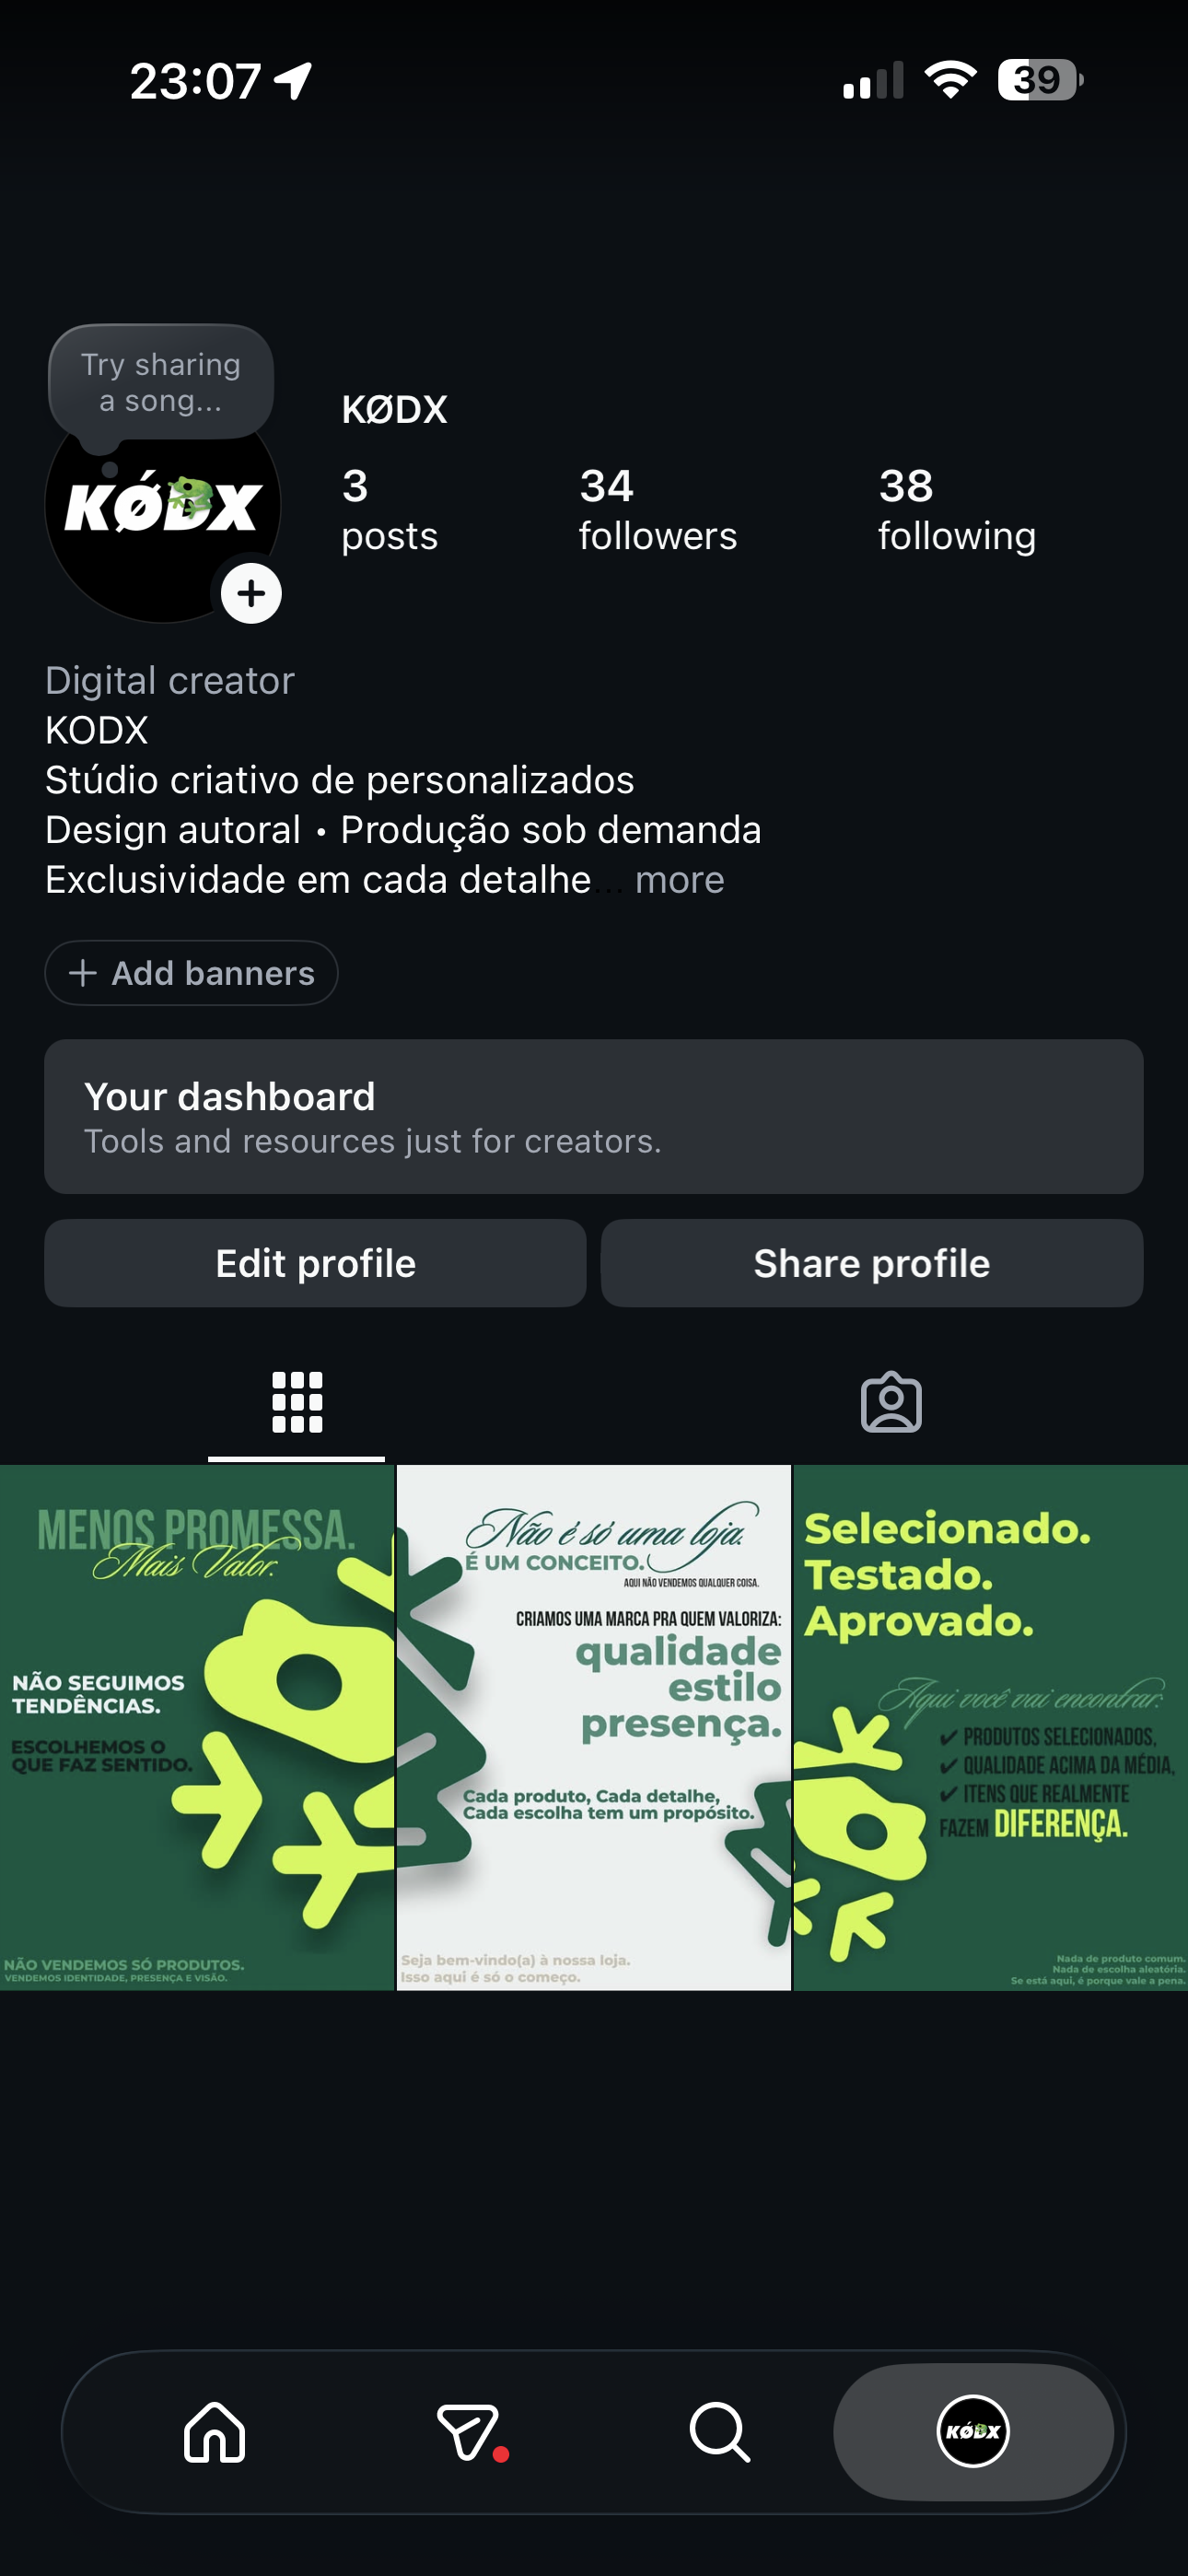 23:07
39
Try sharing
a song...
KØDX
3
posts
34
followers
38
following
KǾDX
Digital creator
KODX
Stúdio criativo de personalizados
Design autoral • Produção sob demanda
Exclusividade em cada detalhe... more
Add banners
Your dashboard
Tools and resources just for creators.
Edit profile
Share profile
MENOS PROMESSA.
Mais Valor.
NÃO SEGUIMOS
TENDÊNCIAS.
ESCOLHEMOS O
QUE FAZ SENTIDO.
NÃO VENDEMOS SÓ PRODUTOS.
VENDEMOS IDENTIDADE, PRESENÇA E VISÃO.
Não é só uma loja.
É UM CONCEITO.
AQUI NÃO VENDEMOS QUALQUER COISA.
CRIAMOS UMA MARCA PRA QUEM VALORIZA:
qualidade
estilo
presença.
Cada produto, Cada detalhe,
Cada escolha tem um propósito.
Seja bem-vindo(a) à nossa loja.
Isso aqui é só o começo.
Selecionado.
Testado.
Aprovado.
Aqui você vai encontrar:
✔ PRODUTOS SELECIONADOS,
✔ QUALIDADE ACIMA DA MÉDIA,
✔ ITENS QUE REALMENTE
FAZEM DIFERENÇA.
Nada de produto comum.
Nada de escolha aleatória.
Se está aqui, é porque vale a pena.
KǾDX